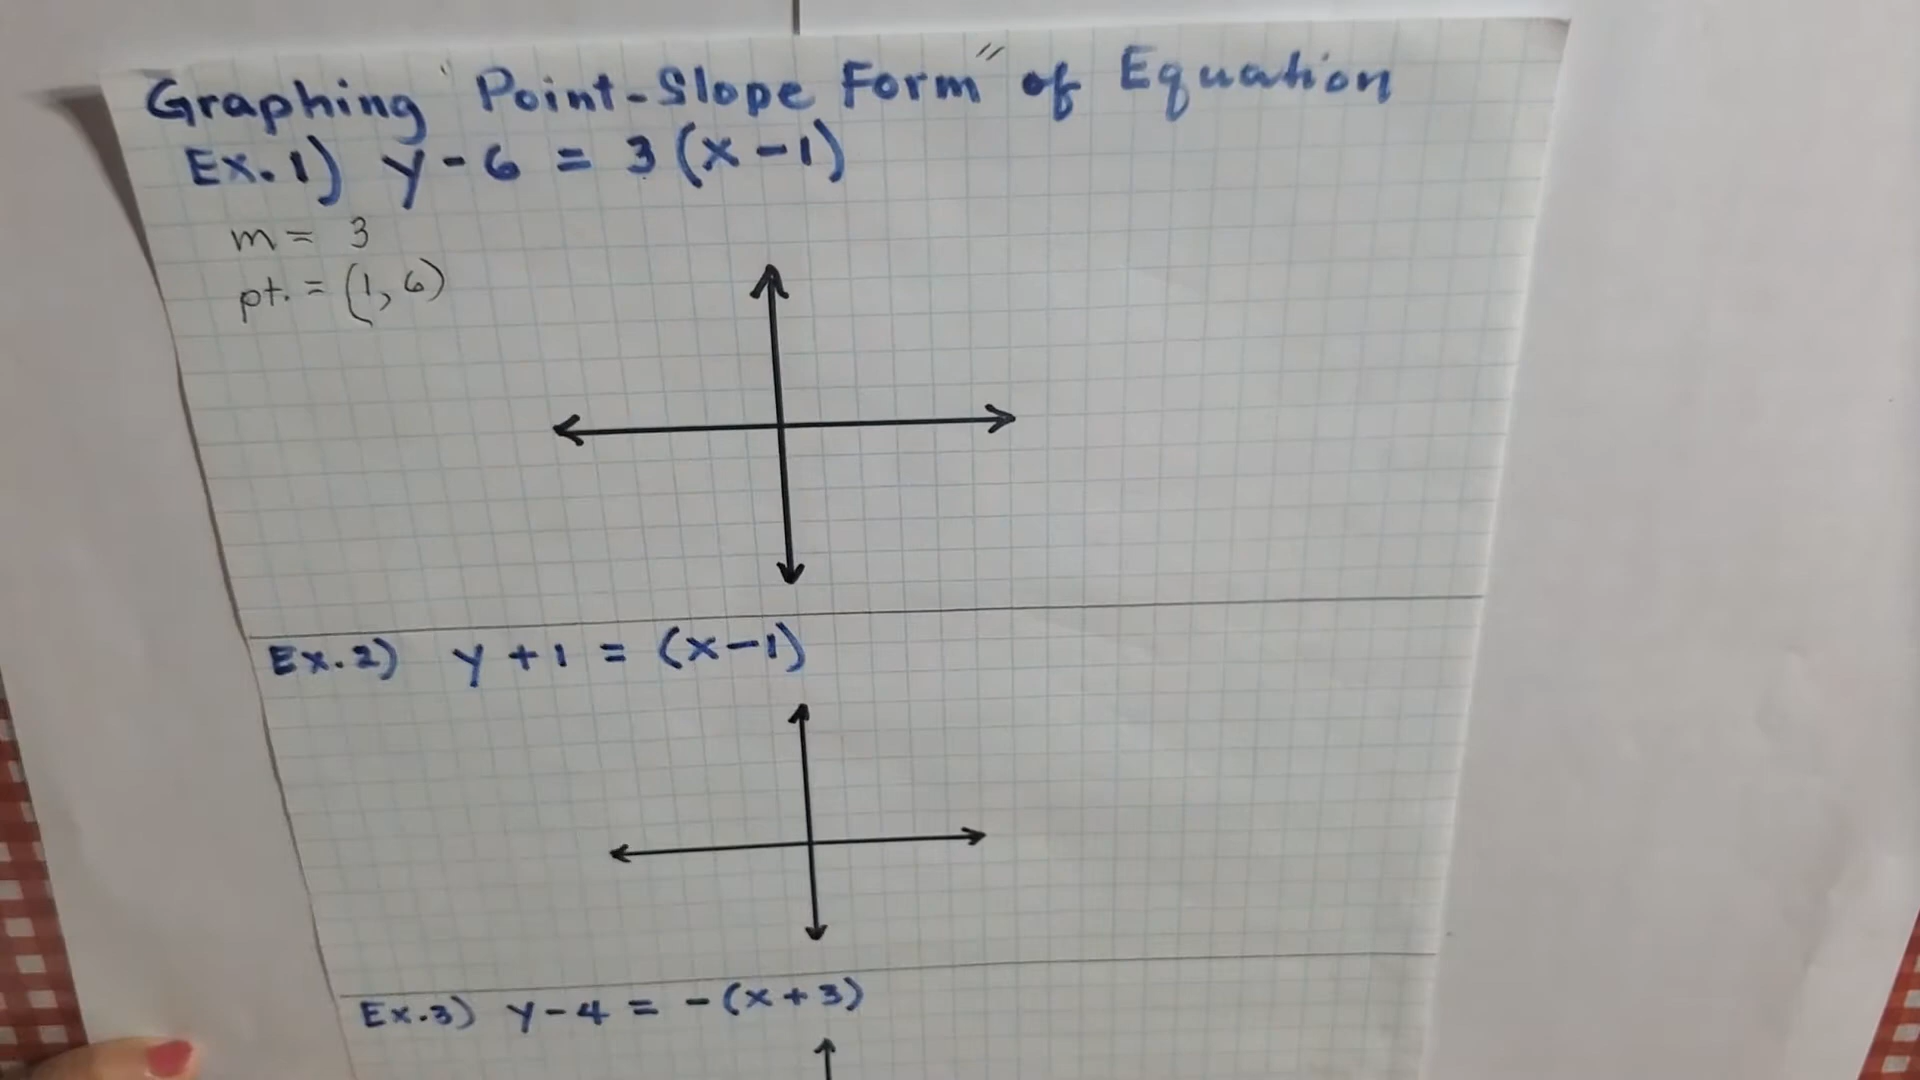 Graphing "Point-Slope Form" of Equation
Ex.1) y-6 = 3(x-1)
m = 3
pt. = (1, 6)
Ex.2) y+1 = (x-1)
Ex.3) y-4 = -(x+3)